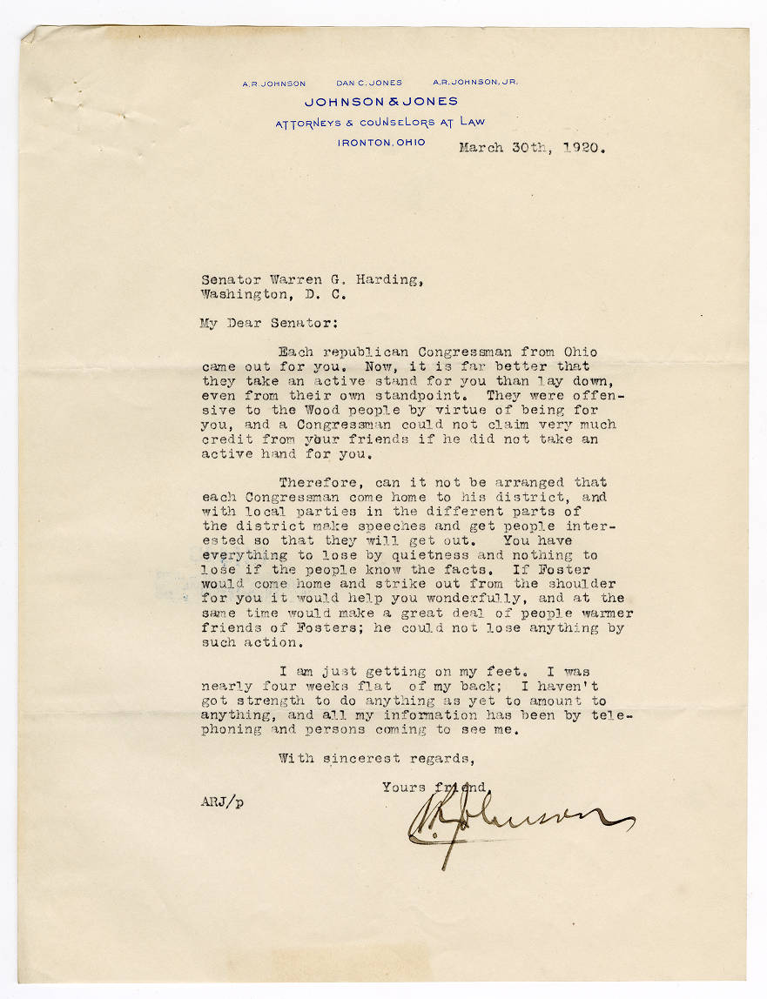 A.R. JOHNSON DAN C. JONES A.R. JOHNSON, JR.
JOHNSON & JONES
ATTORNEYS & COUNSELORS AT LAW
IRONTON, OHIO
March 30th, 1920.
Senator Warren G. Harding,
Washington, D. C.
My Dear Senator:
Each republican Congressman from Ohio
came out for you. Now, it is far better that
they take an active stand for you than lay down,
even from their own standpoint. They were offen-
sive to the Wood people by virtue of being for
you, and a Congressman could not claim very much
credit from your friends if he did not take an
active hand for you.
Therefore, can it not be arranged that
each Congressman come home to his district, and
with local parties in the different parts of
the district make speeches and get people inter-
ested so that they will get out. You have
everything to lose by quietness and nothing to
lose if the people know the facts. If Foster
would come home and strike out from the shoulder
for you it would help you wonderfully, and at the
same time would make a great deal of people warmer
friends of Fosters; he could not lose anything by
such action.
I am just getting on my feet. I was
nearly four weeks flat of my back; I haven't
got strength to do anything as yet to amount to
anything, and all my information has been by tele-
phoning and persons coming to see me.
With sincerest regards,
Yours friend,
ARJ/p
A.R. Johnson